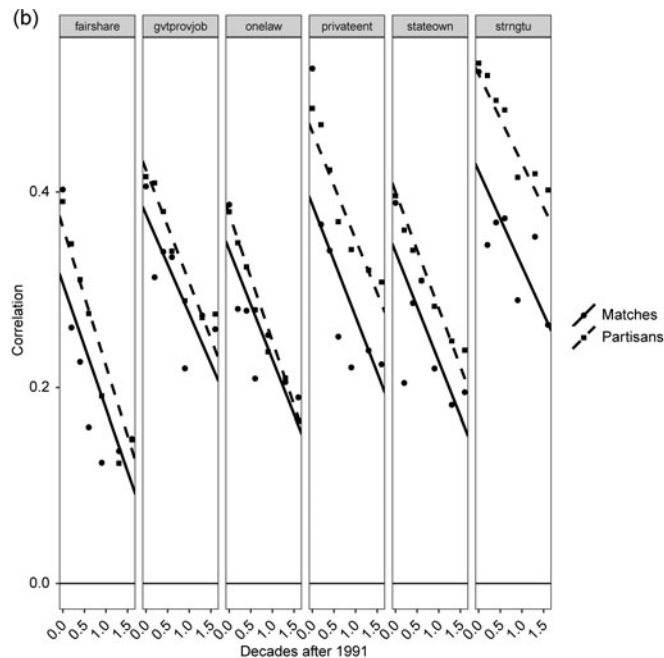 (b)
fairshare gvtprovjob onelaw privateent stateown strngtu
Correlation
0.4
0.2
0.0
Matches
Partisans
0.0 0.5 1.0 1.5 0.0 0.5 1.0 1.5 0.0 0.5 1.0 1.5 0.0 0.5 1.0 1.5 0.0 0.5 1.0 1.5 0.0 0.5 1.0 1.5
Decades after 1991